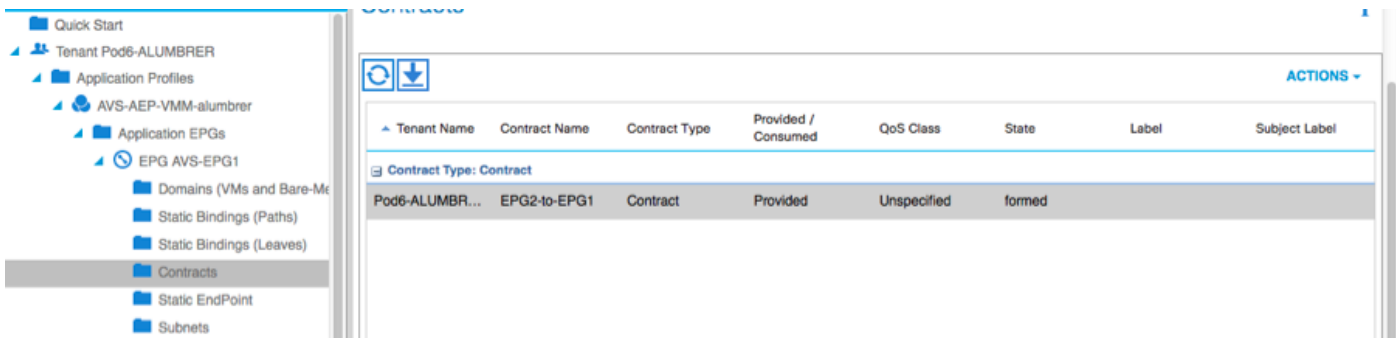 Contracts
Quick Start
Tenant Pod6-ALUMBRER
Application Profiles
AVS-AEP-VMM-alumbrer
Application EPGs
EPG AVS-EPG1
Domains (VMs and Bare-Me
Static Bindings (Paths)
Static Bindings (Leaves)
Contracts
Static EndPoint
Subnets
ACTIONS
Tenant Name Contract Name Contract Type Provided / Consumed QoS Class State Label Subject Label
Contract Type: Contract
Pod6-ALUMBR... EPG2-to-EPG1 Contract Provided Unspecified formed